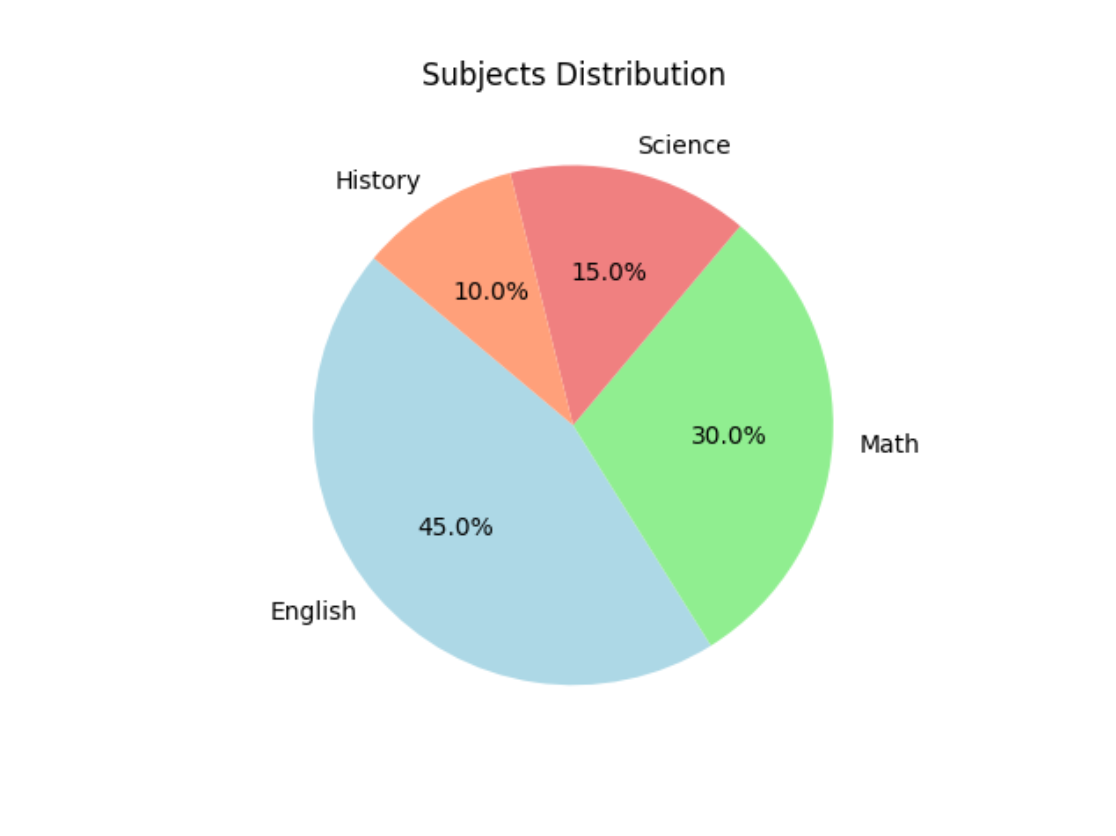 Subjects Distribution
Science
History
15.0%
10.0%
30.0%
Math
45.0%
English